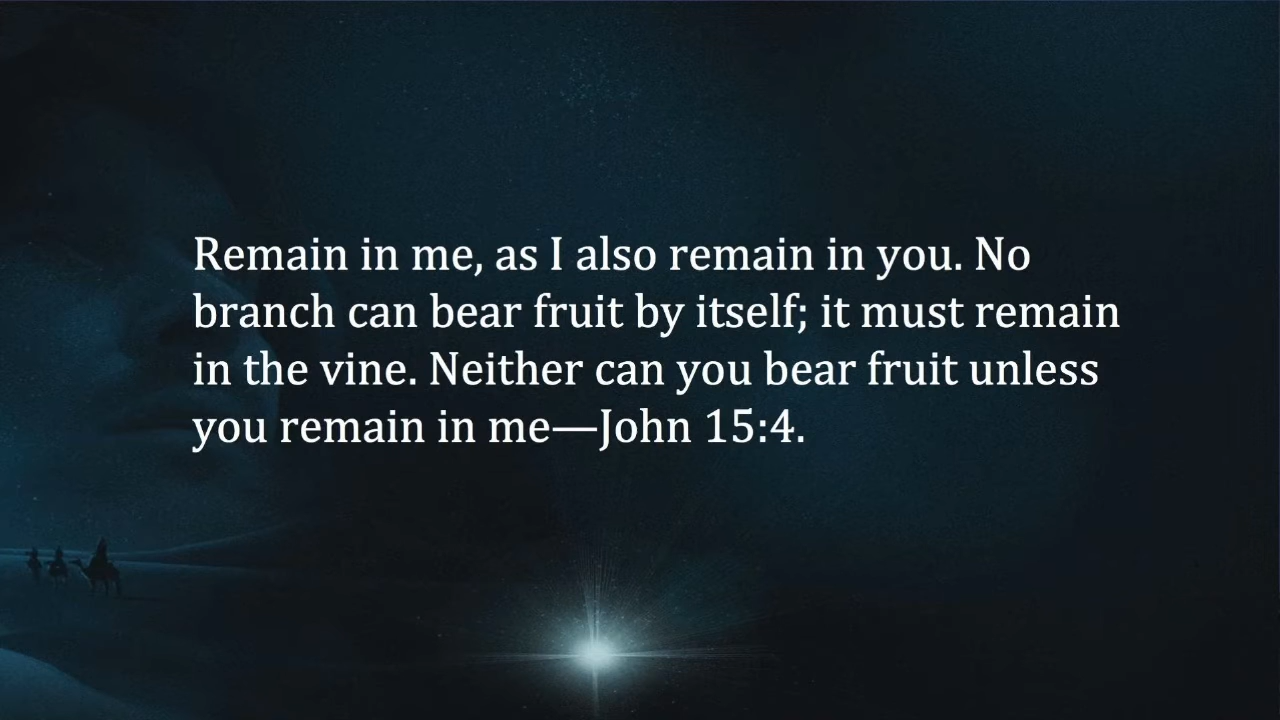 Remain in me, as I also remain in you. No
branch can bear fruit by itself; it must remain
in the vine. Neither can you bear fruit unless
you remain in me—John 15:4.